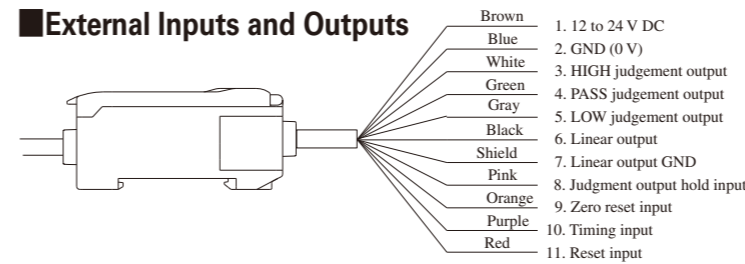 ■External Inputs and Outputs
Brown 1. 12 to 24 V DC
Blue 2. GND (0 V)
White 3. HIGH judgement output
Green 4. PASS judgement output
Gray 5. LOW judgement output
Black 6. Linear output
Shield 7. Linear output GND
Pink 8. Judgment output hold input
Orange 9. Zero reset input
Purple 10. Timing input
Red 11. Reset input